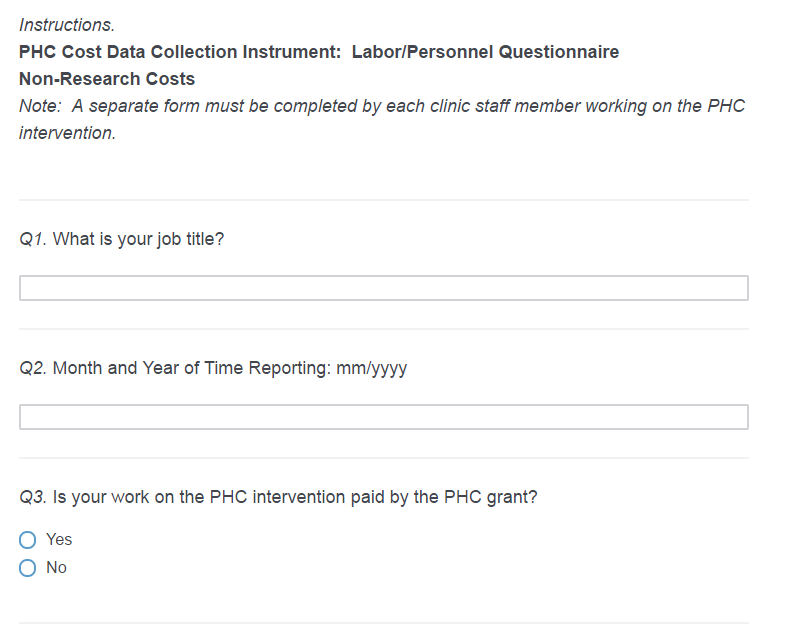 Instructions.
PHC Cost Data Collection Instrument:  Labor/Personnel Questionnaire
Non-Research Costs
Note:  A separate form must be completed by each clinic staff member working on the PHC
intervention.
Q1. What is your job title?
Q2. Month and Year of Time Reporting: mm/yyyy
Q3. Is your work on the PHC intervention paid by the PHC grant?
Yes
No